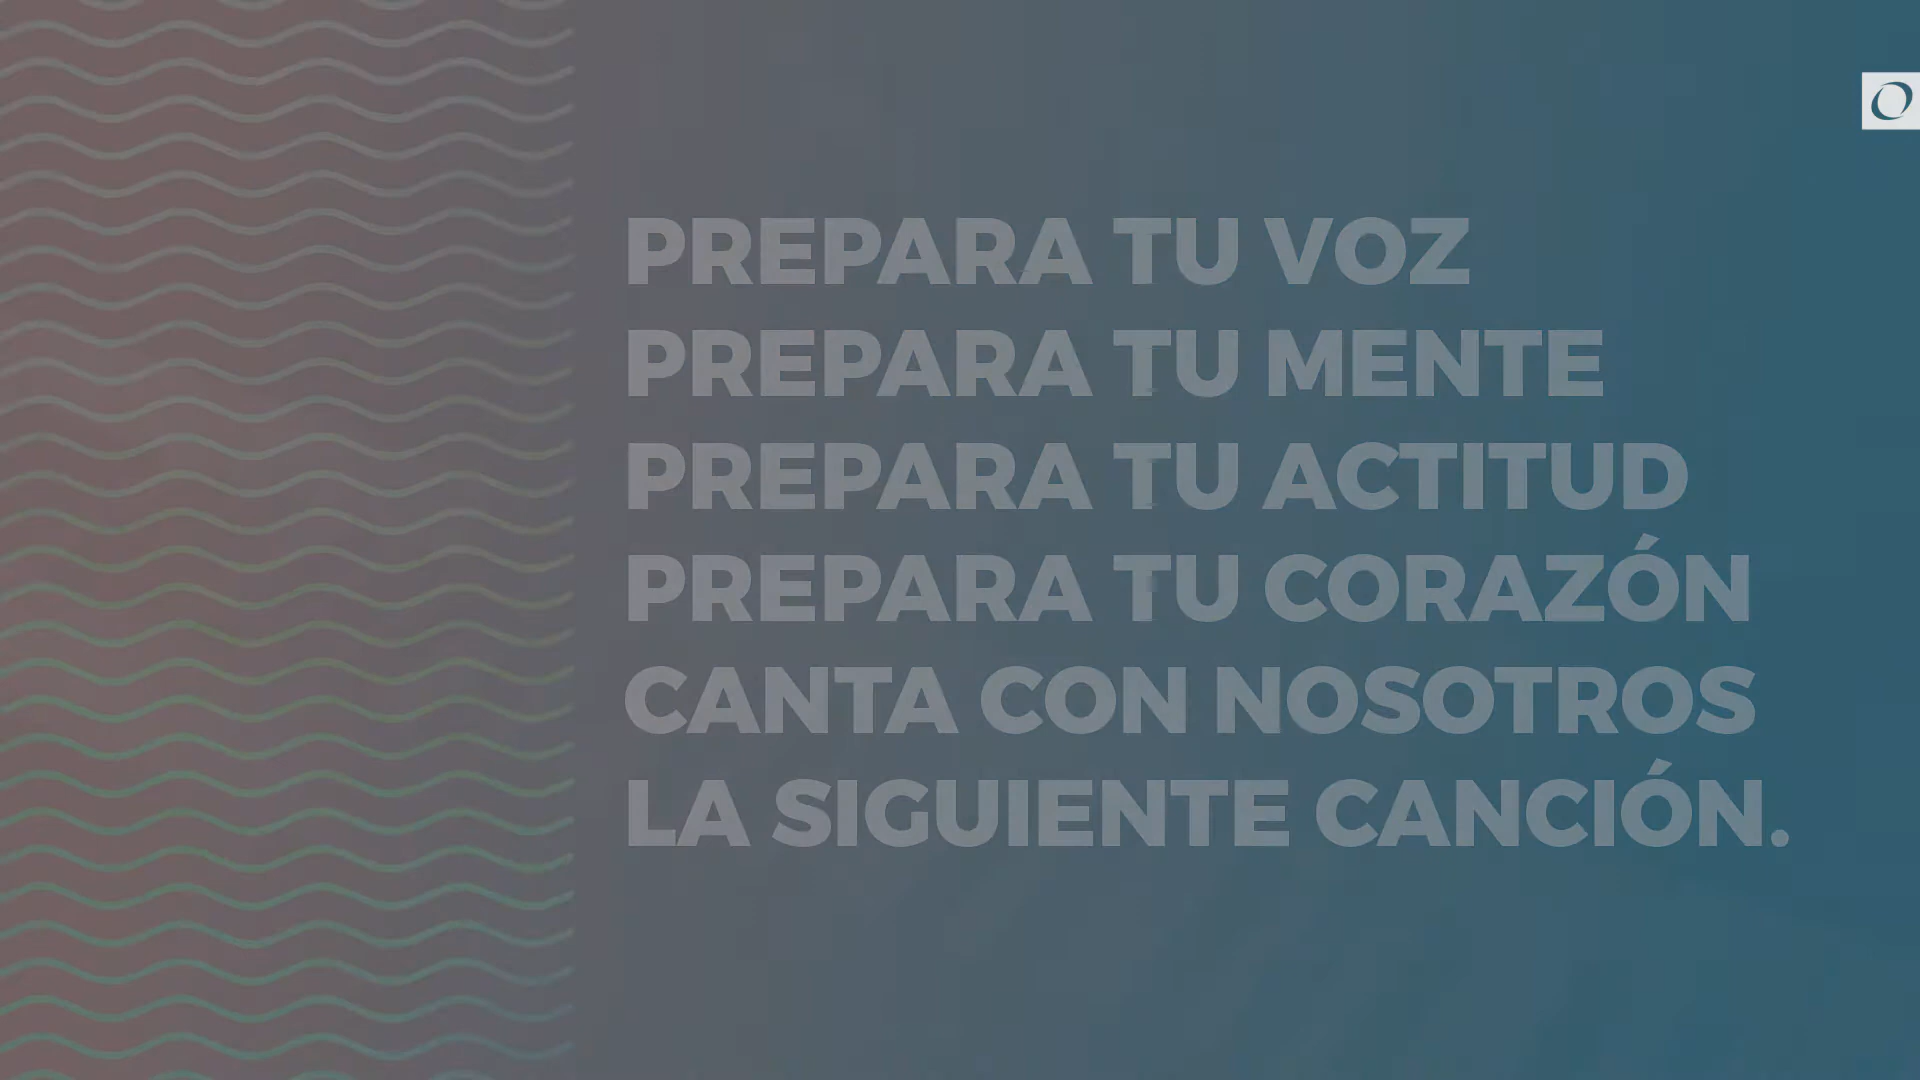 PREPARA TU VOZ
PREPARA TU MENTE
PREPARA TU ACTITUD
PREPARA TU CORAZÓN
CANTA CON NOSOTROS
LA SIGUIENTE CANCIÓN.